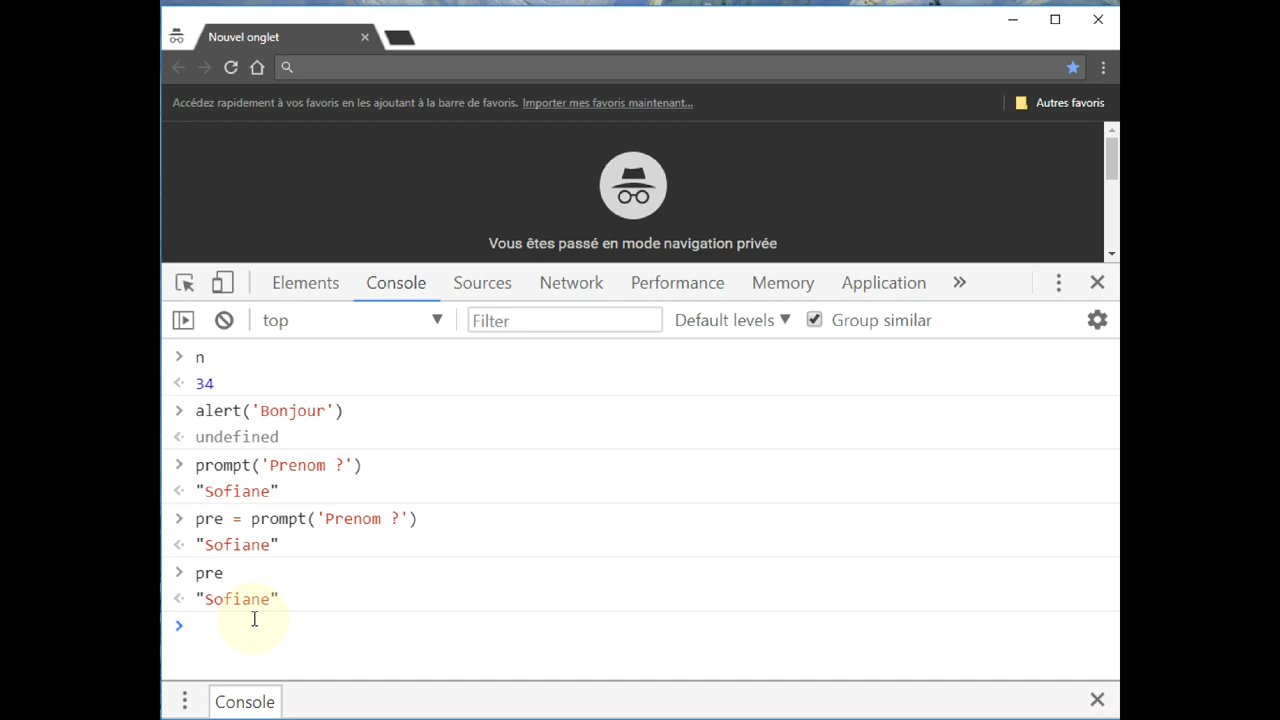 Nouvel onglet
Accédez rapidement à vos favoris en les ajoutant à la barre de favoris. Importer mes favoris maintenant... Autres favoris
Vous êtes passé en mode navigation privée
Elements Console Sources Network Performance Memory Application
top Filter Default levels Group similar
n
34
alert('Bonjour')
undefined
prompt('Prenom ?')
"Sofiane"
pre = prompt('Prenom ?')
"Sofiane"
pre
"Sofiane"
Console